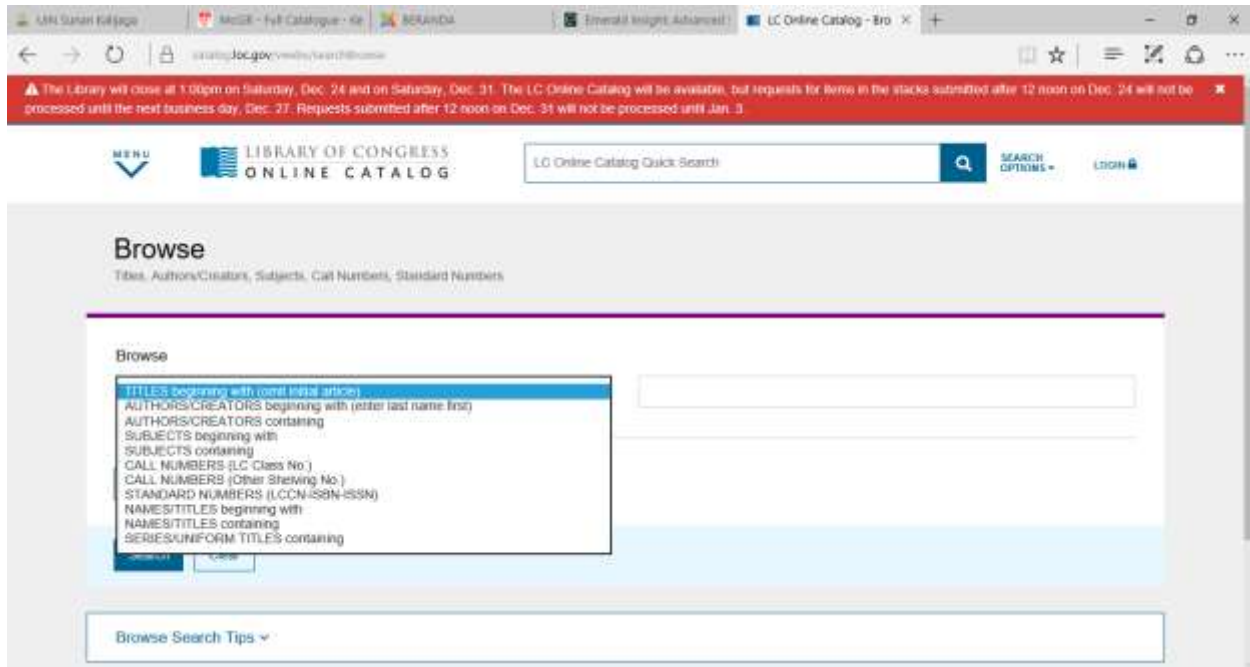 UIN Sunan Kalijaga
McGill - Full Catalogue - Ke
BERANDA
Emerald Insight: Advanced
LC Online Catalog - Bro
catalog.loc.gov/vwebv/searchBrowse
The Library will close at 1:00pm on Saturday, Dec. 24 and on Saturday, Dec. 31. The LC Online Catalog will be available, but requests for items in the stacks submitted after 12 noon on Dec. 24 will not be
processed until the next business day, Dec. 27. Requests submitted after 12 noon on Dec. 31 will not be processed until Jan. 3.
MENU
LIBRARY OF CONGRESS
ONLINE CATALOG
LC Online Catalog Quick Search
SEARCH
OPTIONS
LOGIN
Browse
Titles, Authors/Creators, Subjects, Call Numbers, Standard Numbers
Browse
TITLES beginning with (omit initial article)
AUTHORS/CREATORS beginning with (enter last name first)
AUTHORS/CREATORS containing
SUBJECTS beginning with
SUBJECTS containing
CALL NUMBERS (LC Class No.)
CALL NUMBERS (Other Shelving No.)
STANDARD NUMBERS (LCCN-ISBN-ISSN)
NAMES/TITLES beginning with
NAMES/TITLES containing
SERIES/UNIFORM TITLES containing
Search
Clear
Browse Search Tips